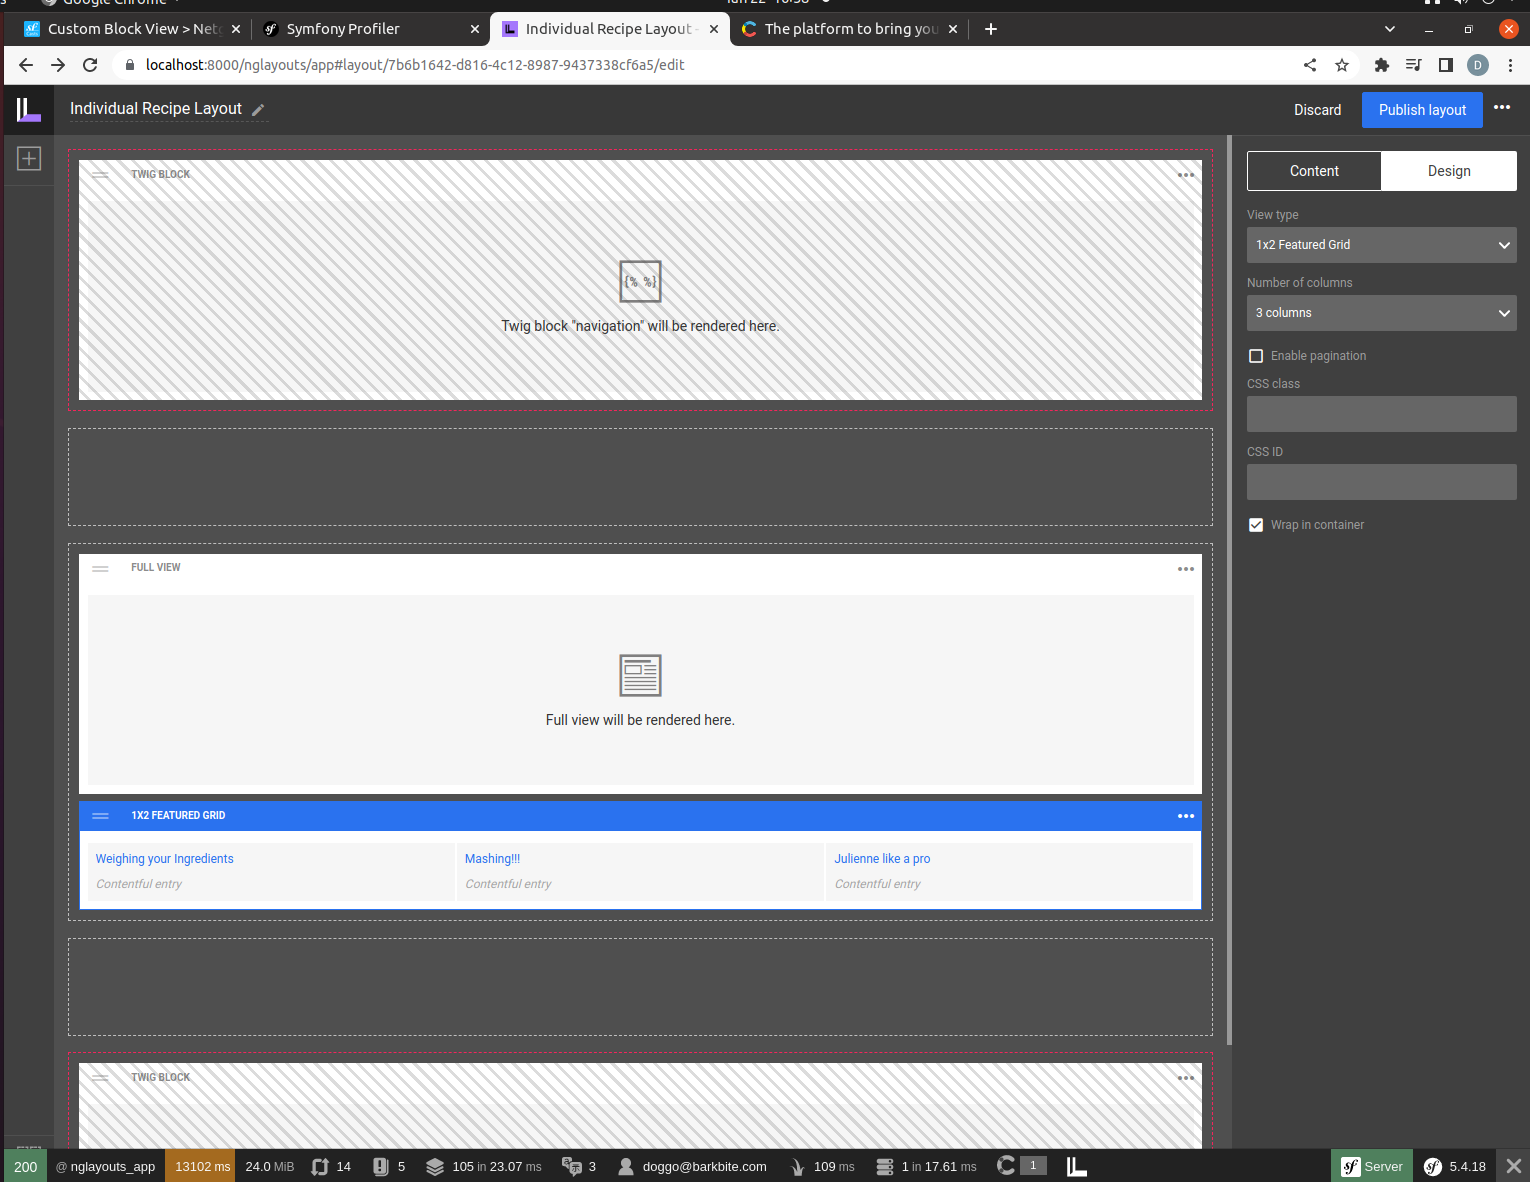 Google Chrome
Custom Block View > Netg
Symfony Profiler
Individual Recipe Layout -
The platform to bring you
localhost:8000/nglayouts/app#layout/7b6b1642-d816-4c12-8987-9437338cf6a5/edit
D
Individual Recipe Layout
Discard
Publish layout
TWIG BLOCK
{% %}
Twig block "navigation" will be rendered here.
FULL VIEW
Full view will be rendered here.
1X2 FEATURED GRID
Weighing your Ingredients
Contentful entry
Mashing!!!
Contentful entry
Julienne like a pro
Contentful entry
TWIG BLOCK
Content
Design
View type
1x2 Featured Grid
Number of columns
3 columns
Enable pagination
CSS class
CSS ID
Wrap in container
200 @ nglayouts_app 13102 ms 24.0 MiB 14 5 105 in 23.07 ms 3 doggo@barkbite.com 109 ms 1 in 17.61 ms 1 Server 5.4.18